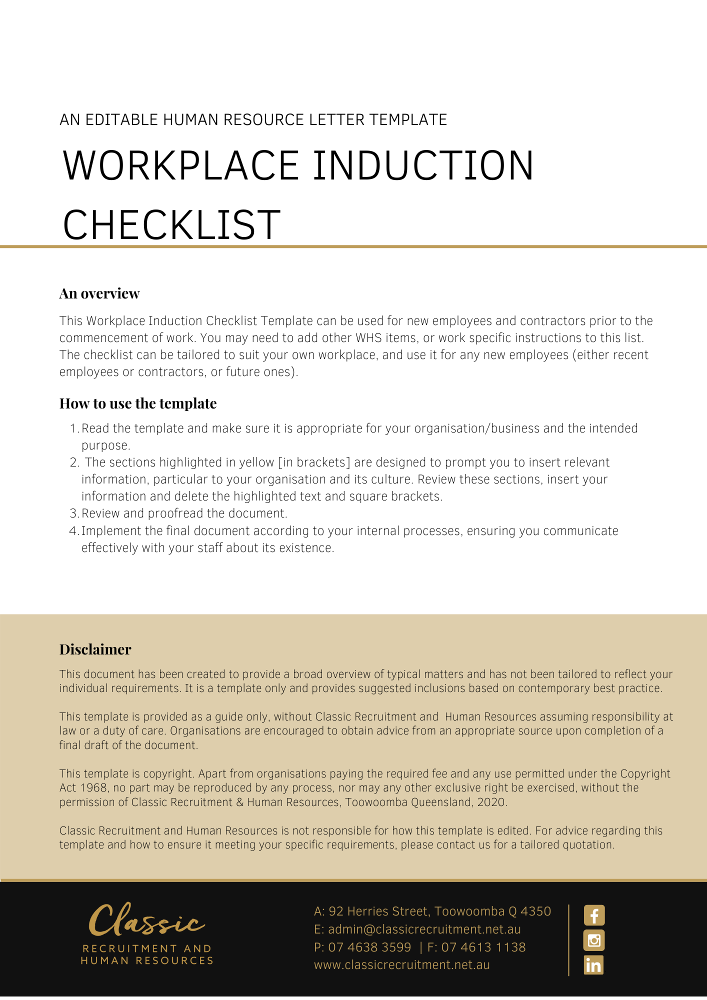 AN EDITABLE HUMAN RESOURCE LETTER TEMPLATE
WORKPLACE INDUCTION
CHECKLIST
An overview
This Workplace Induction Checklist Template can be used for new employees and contractors prior to the
commencement of work. You may need to add other WHS items, or work specific instructions to this list.
The checklist can be tailored to suit your own workplace, and use it for any new employees (either recent
employees or contractors, or future ones).
How to use the template
1. Read the template and make sure it is appropriate for your organisation/business and the intended
purpose.
2. The sections highlighted in yellow [in brackets] are designed to prompt you to insert relevant
information, particular to your organisation and its culture. Review these sections, insert your
information and delete the highlighted text and square brackets.
3. Review and proofread the document.
4. Implement the final document according to your internal processes, ensuring you communicate
effectively with your staff about its existence.
Disclaimer
This document has been created to provide a broad overview of typical matters and has not been tailored to reflect your
individual requirements. It is a template only and provides suggested inclusions based on contemporary best practice.
This template is provided as a guide only, without Classic Recruitment and Human Resources assuming responsibility at
law or a duty of care. Organisations are encouraged to obtain advice from an appropriate source upon completion of a
final draft of the document.
This template is copyright. Apart from organisations paying the required fee and any use permitted under the Copyright
Act 1968, no part may be reproduced by any process, nor may any other exclusive right be exercised, without the
permission of Classic Recruitment & Human Resources, Toowoomba Queensland, 2020.
Classic Recruitment and Human Resources is not responsible for how this template is edited. For advice regarding this
template and how to ensure it meeting your specific requirements, please contact us for a tailored quotation.
Classic
RECRUITMENT AND
HUMAN RESOURCES
A: 92 Herries Street, Toowoomba Q 4350
E: admin@classicrecruitment.net.au
P: 07 4638 3599 | F: 07 4613 1138
www.classicrecruitment.net.au